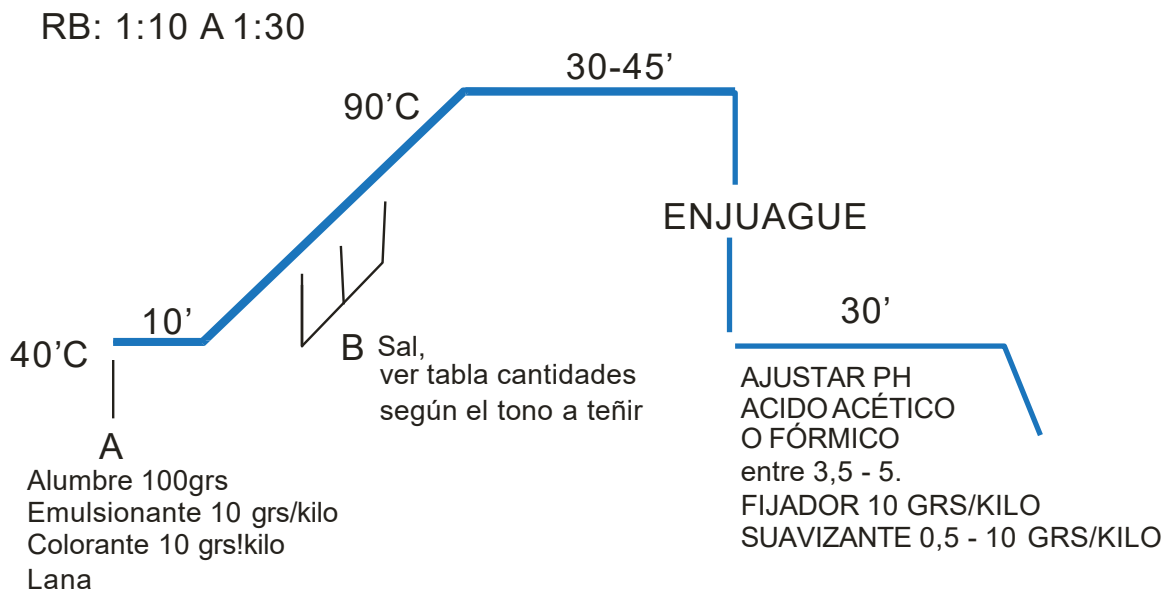 RB: 1:10 A 1:30
30-45’
90’C
ENJUAGUE
10’
40’C
30’
B Sal,
ver tabla cantidades
según el tono a teñir
A
Alumbre 100grs
Emulsionante 10 grs/kilo
Colorante 10 grs!kilo
Lana
AJUSTAR PH
ACIDO ACÉTICO
O FÓRMICO
entre 3,5 - 5.
FIJADOR 10 GRS/KILO
SUAVIZANTE 0,5 - 10 GRS/KILO